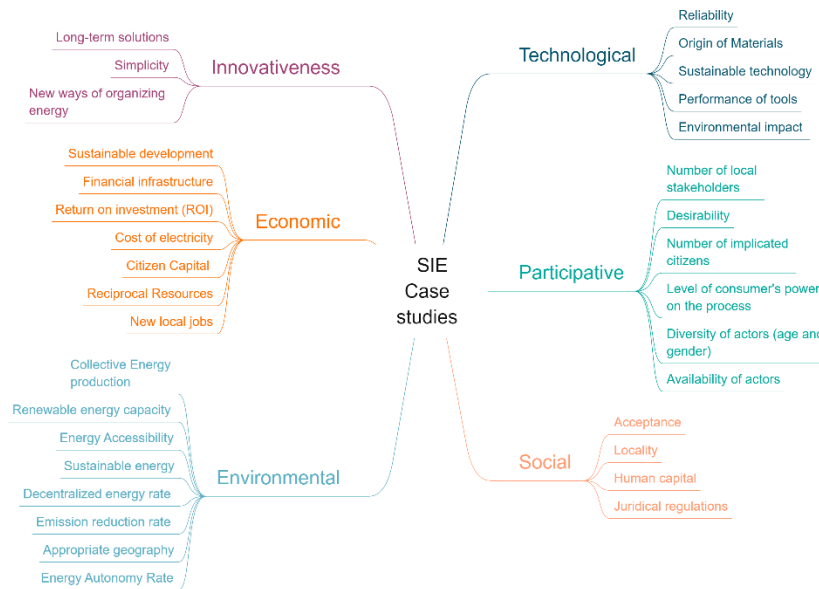 SIE
Case
studies
Innovativeness
Long-term solutions
Simplicity
New ways of organizing
energy
Economic
Sustainable development
Financial infrastructure
Return on investment (ROI)
Cost of electricity
Citizen Capital
Reciprocal Resources
New local jobs
Environmental
Collective Energy
production
Renewable energy capacity
Energy Accessibility
Sustainable energy
Decentralized energy rate
Emission reduction rate
Appropriate geography
Energy Autonomy Rate
Technological
Reliability
Origin of Materials
Sustainable technology
Performance of tools
Environmental impact
Participative
Number of local
stakeholders
Desirability
Number of implicated
citizens
Level of consumer's power
on the process
Diversity of actors (age and
gender)
Availability of actors
Social
Acceptance
Locality
Human capital
Juridical regulations